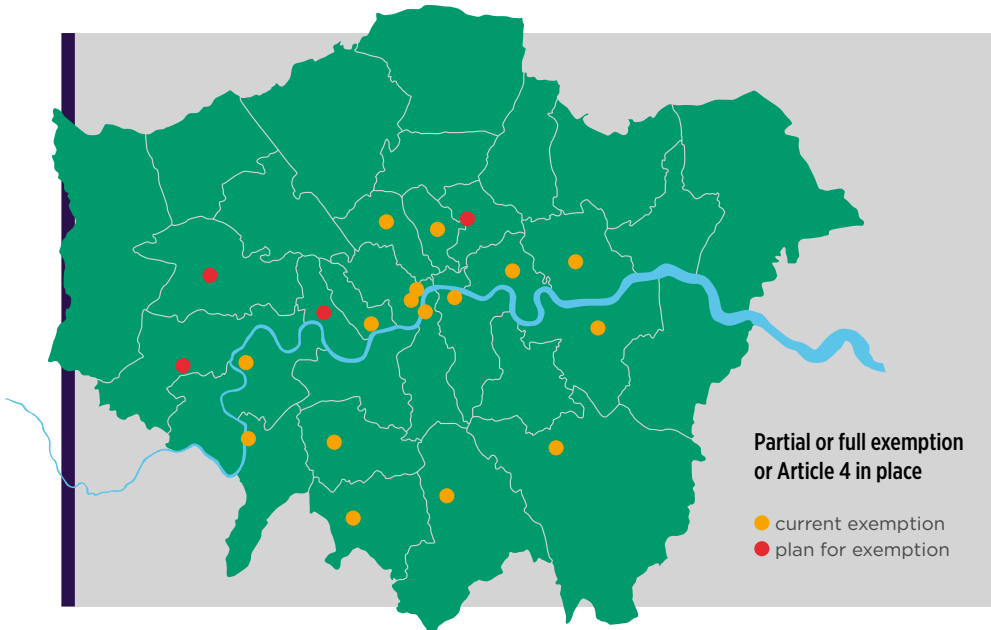 Partial or full exemption
or Article 4 in place
current exemption
plan for exemption